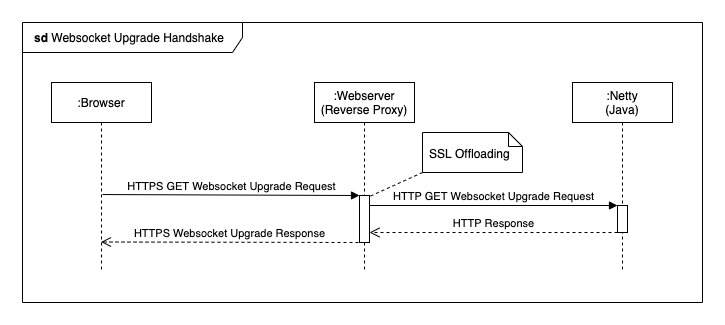 sd Websocket Upgrade Handshake
:Browser
:Webserver
(Reverse Proxy)
:Netty
(Java)
SSL Offloading
HTTPS GET Websocket Upgrade Request
HTTP GET Websocket Upgrade Request
HTTP Response
HTTPS Websocket Upgrade Response